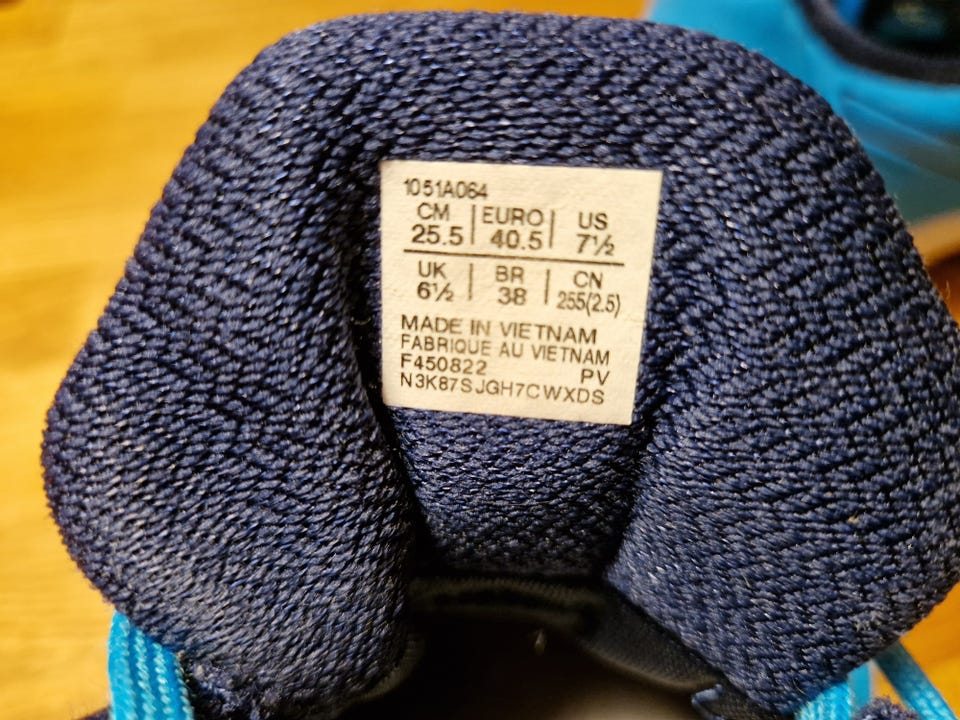 1051A064
CM | EURO | US
25.5 | 40.5 | 7½
UK | BR | CN
6½ | 38 | 255(2.5)
MADE IN VIETNAM
FABRIQUE AU VIETNAM
F450822 PV
N3K87SJGH7CWXDS